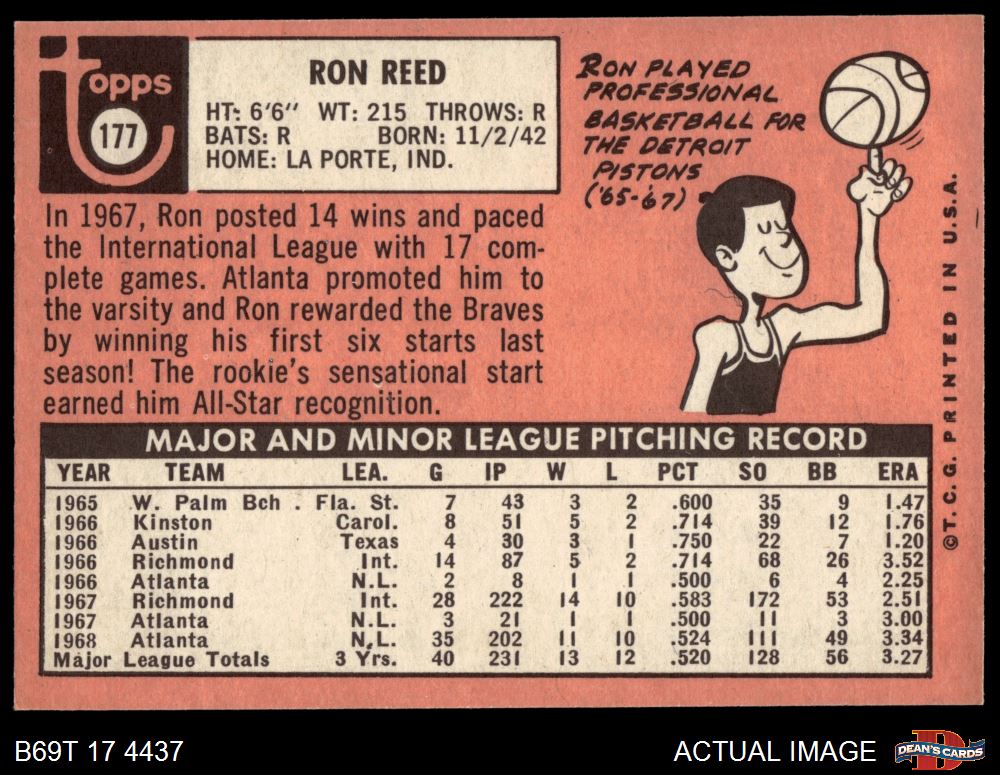 topps
177
RON REED
HT: 6'6" WT: 215 THROWS: R
BATS: R BORN: 11/2/42
HOME: LA PORTE, IND.
RON PLAYED
PROFESSIONAL
BASKETBALL FOR
THE DETROIT
PISTONS
('65-'67)
In 1967, Ron posted 14 wins and paced
the International League with 17 com-
plete games. Atlanta promoted him to
the varsity and Ron rewarded the Braves
by winning his first six starts last
season! The rookie's sensational start
earned him All-Star recognition.
©T.C.G. PRINTED IN U.S.A.
MAJOR AND MINOR LEAGUE PITCHING RECORD
YEAR TEAM LEA. G IP W L PCT SO BB ERA
1965 W. Palm Bch . Fla. St. 7 43 3 2 .600 35 9 1.47
1966 Kinston Carol. 8 51 5 2 .714 39 12 1.76
1966 Austin Texas 4 30 3 1 .750 22 7 1.20
1966 Richmond Int. 14 87 5 2 .714 68 26 3.52
1966 Atlanta N.L. 2 8 1 1 .500 6 4 2.25
1967 Richmond Int. 28 222 14 10 .583 172 53 2.51
1967 Atlanta N.L. 3 21 1 1 .500 11 3 3.00
1968 Atlanta N.L. 35 202 11 10 .524 111 49 3.34
Major League Totals 3 Yrs. 40 231 13 12 .520 128 56 3.27
B69T 17 4437
ACTUAL IMAGE
DEAN'S CARDS